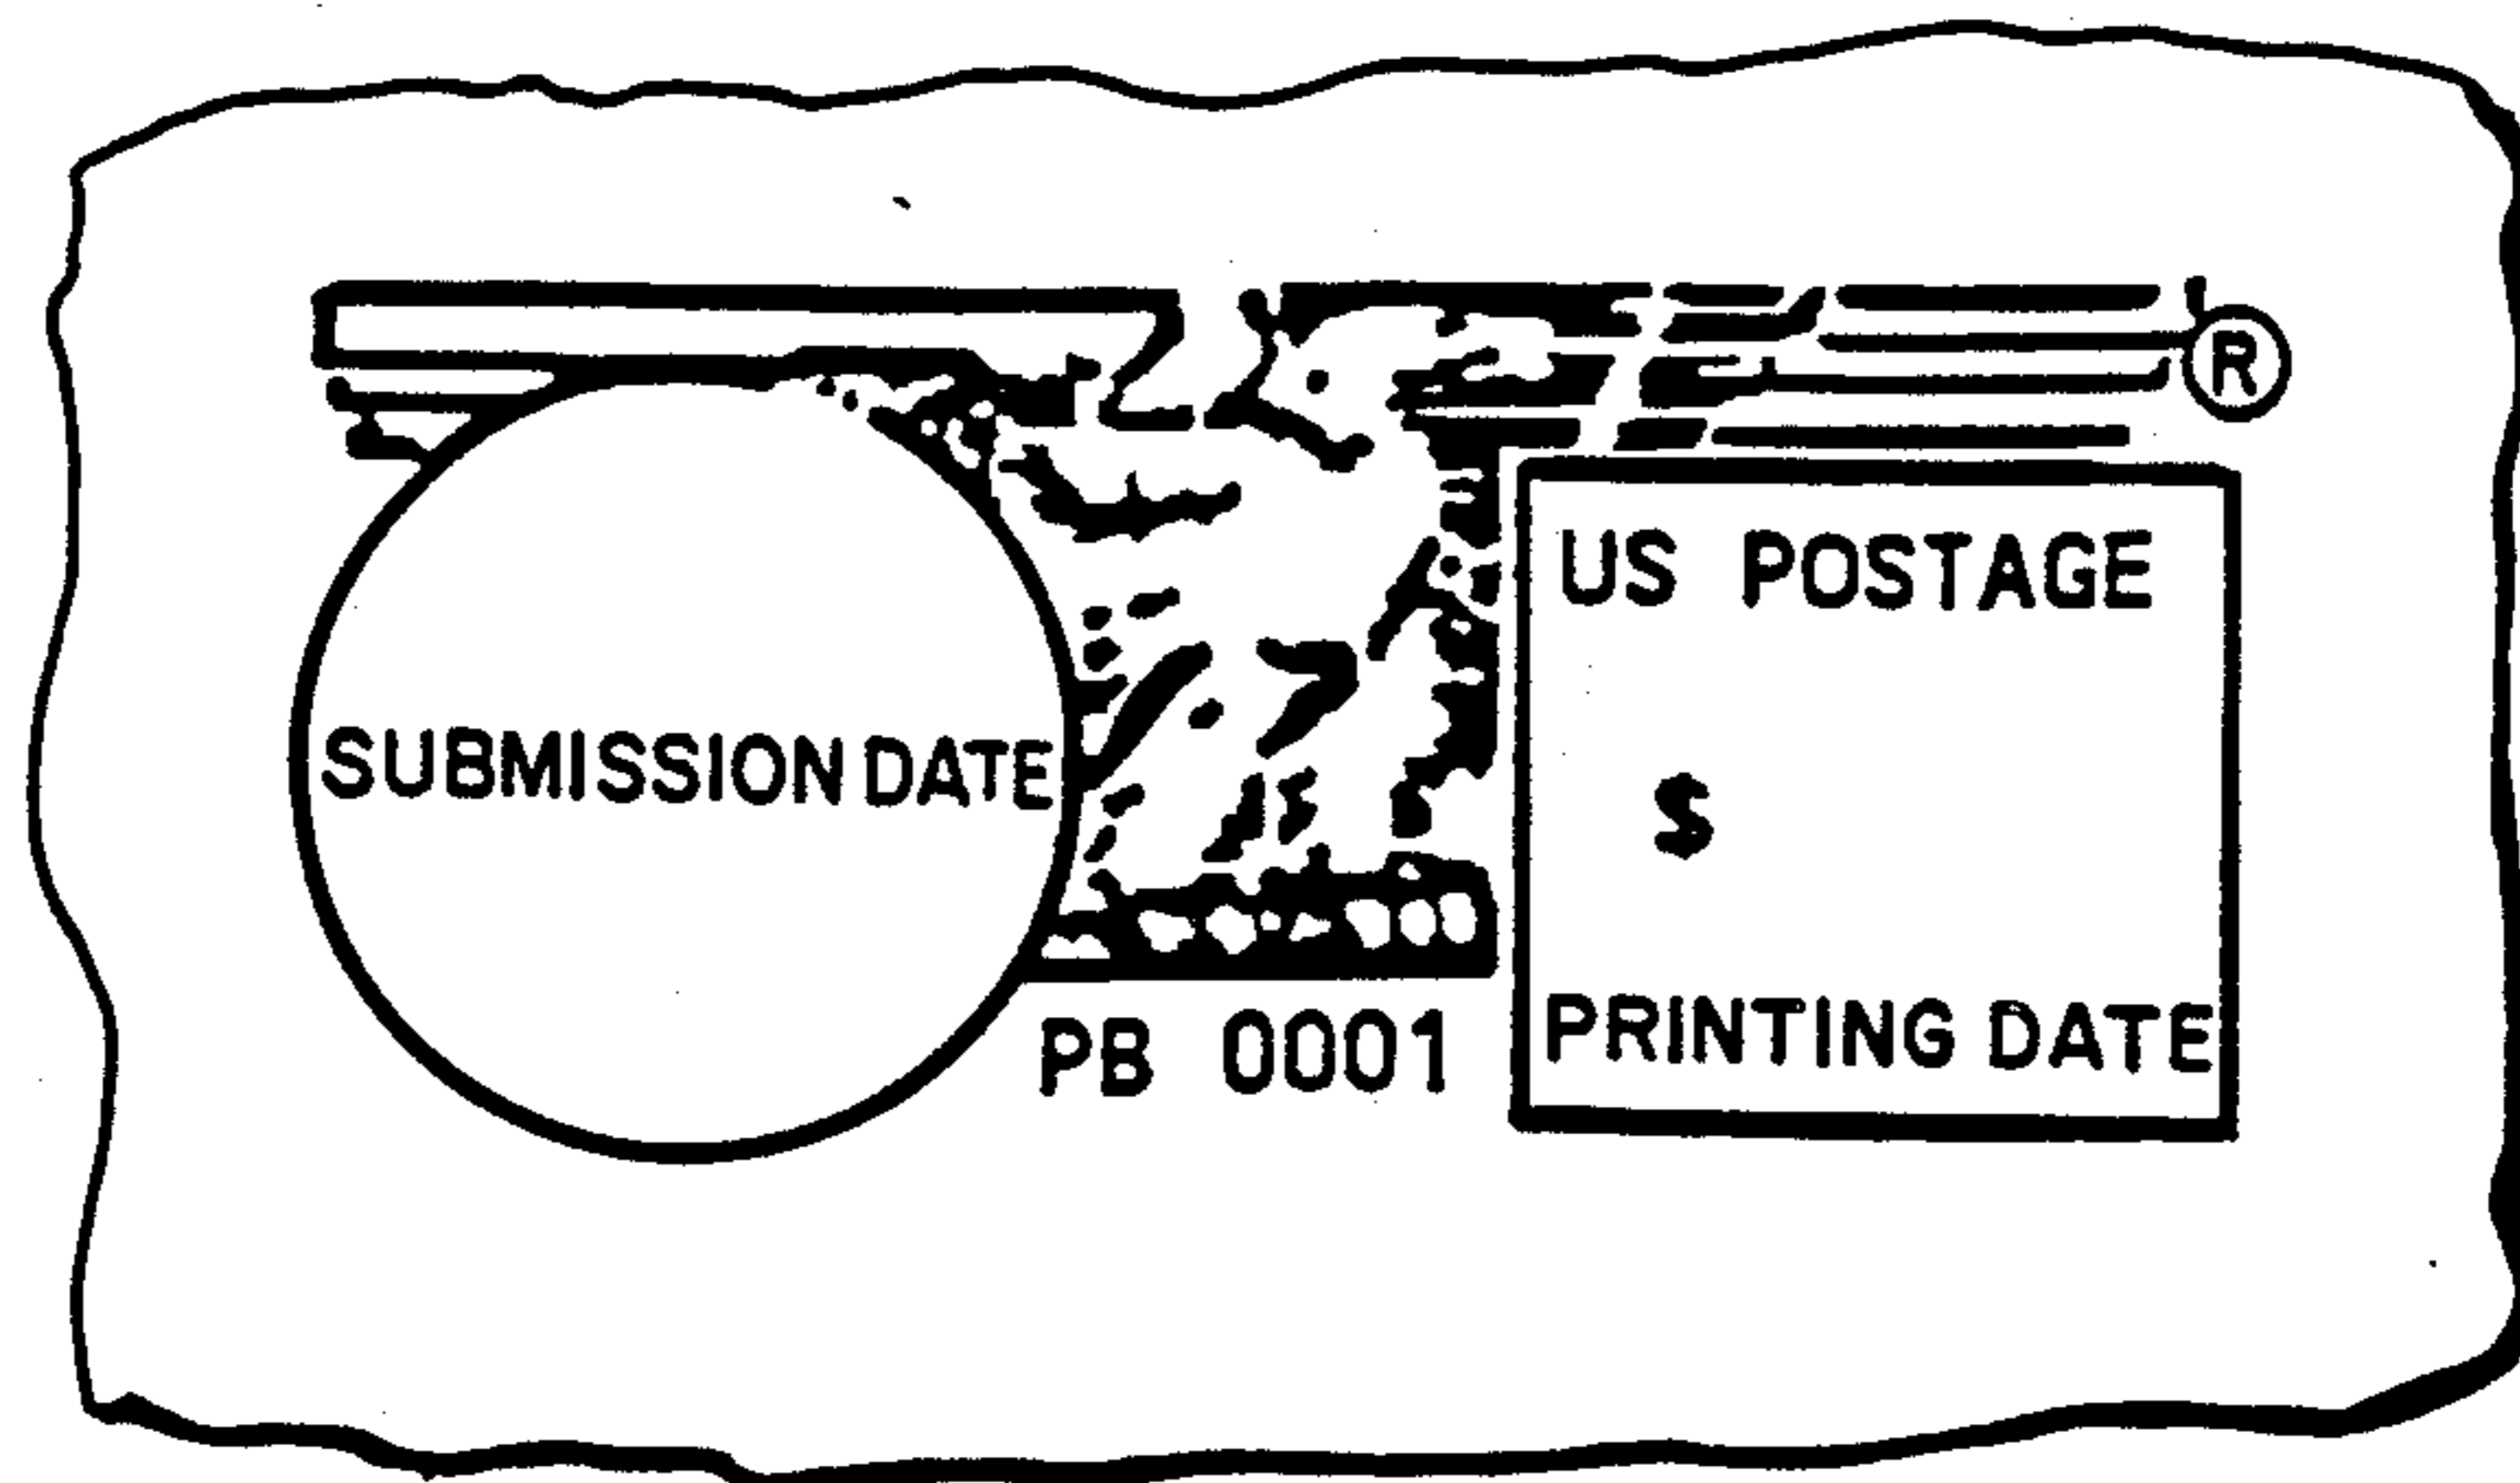 ®
US POSTAGE
SUBMISSION DATE
$
PRINTING DATE
PB 0001